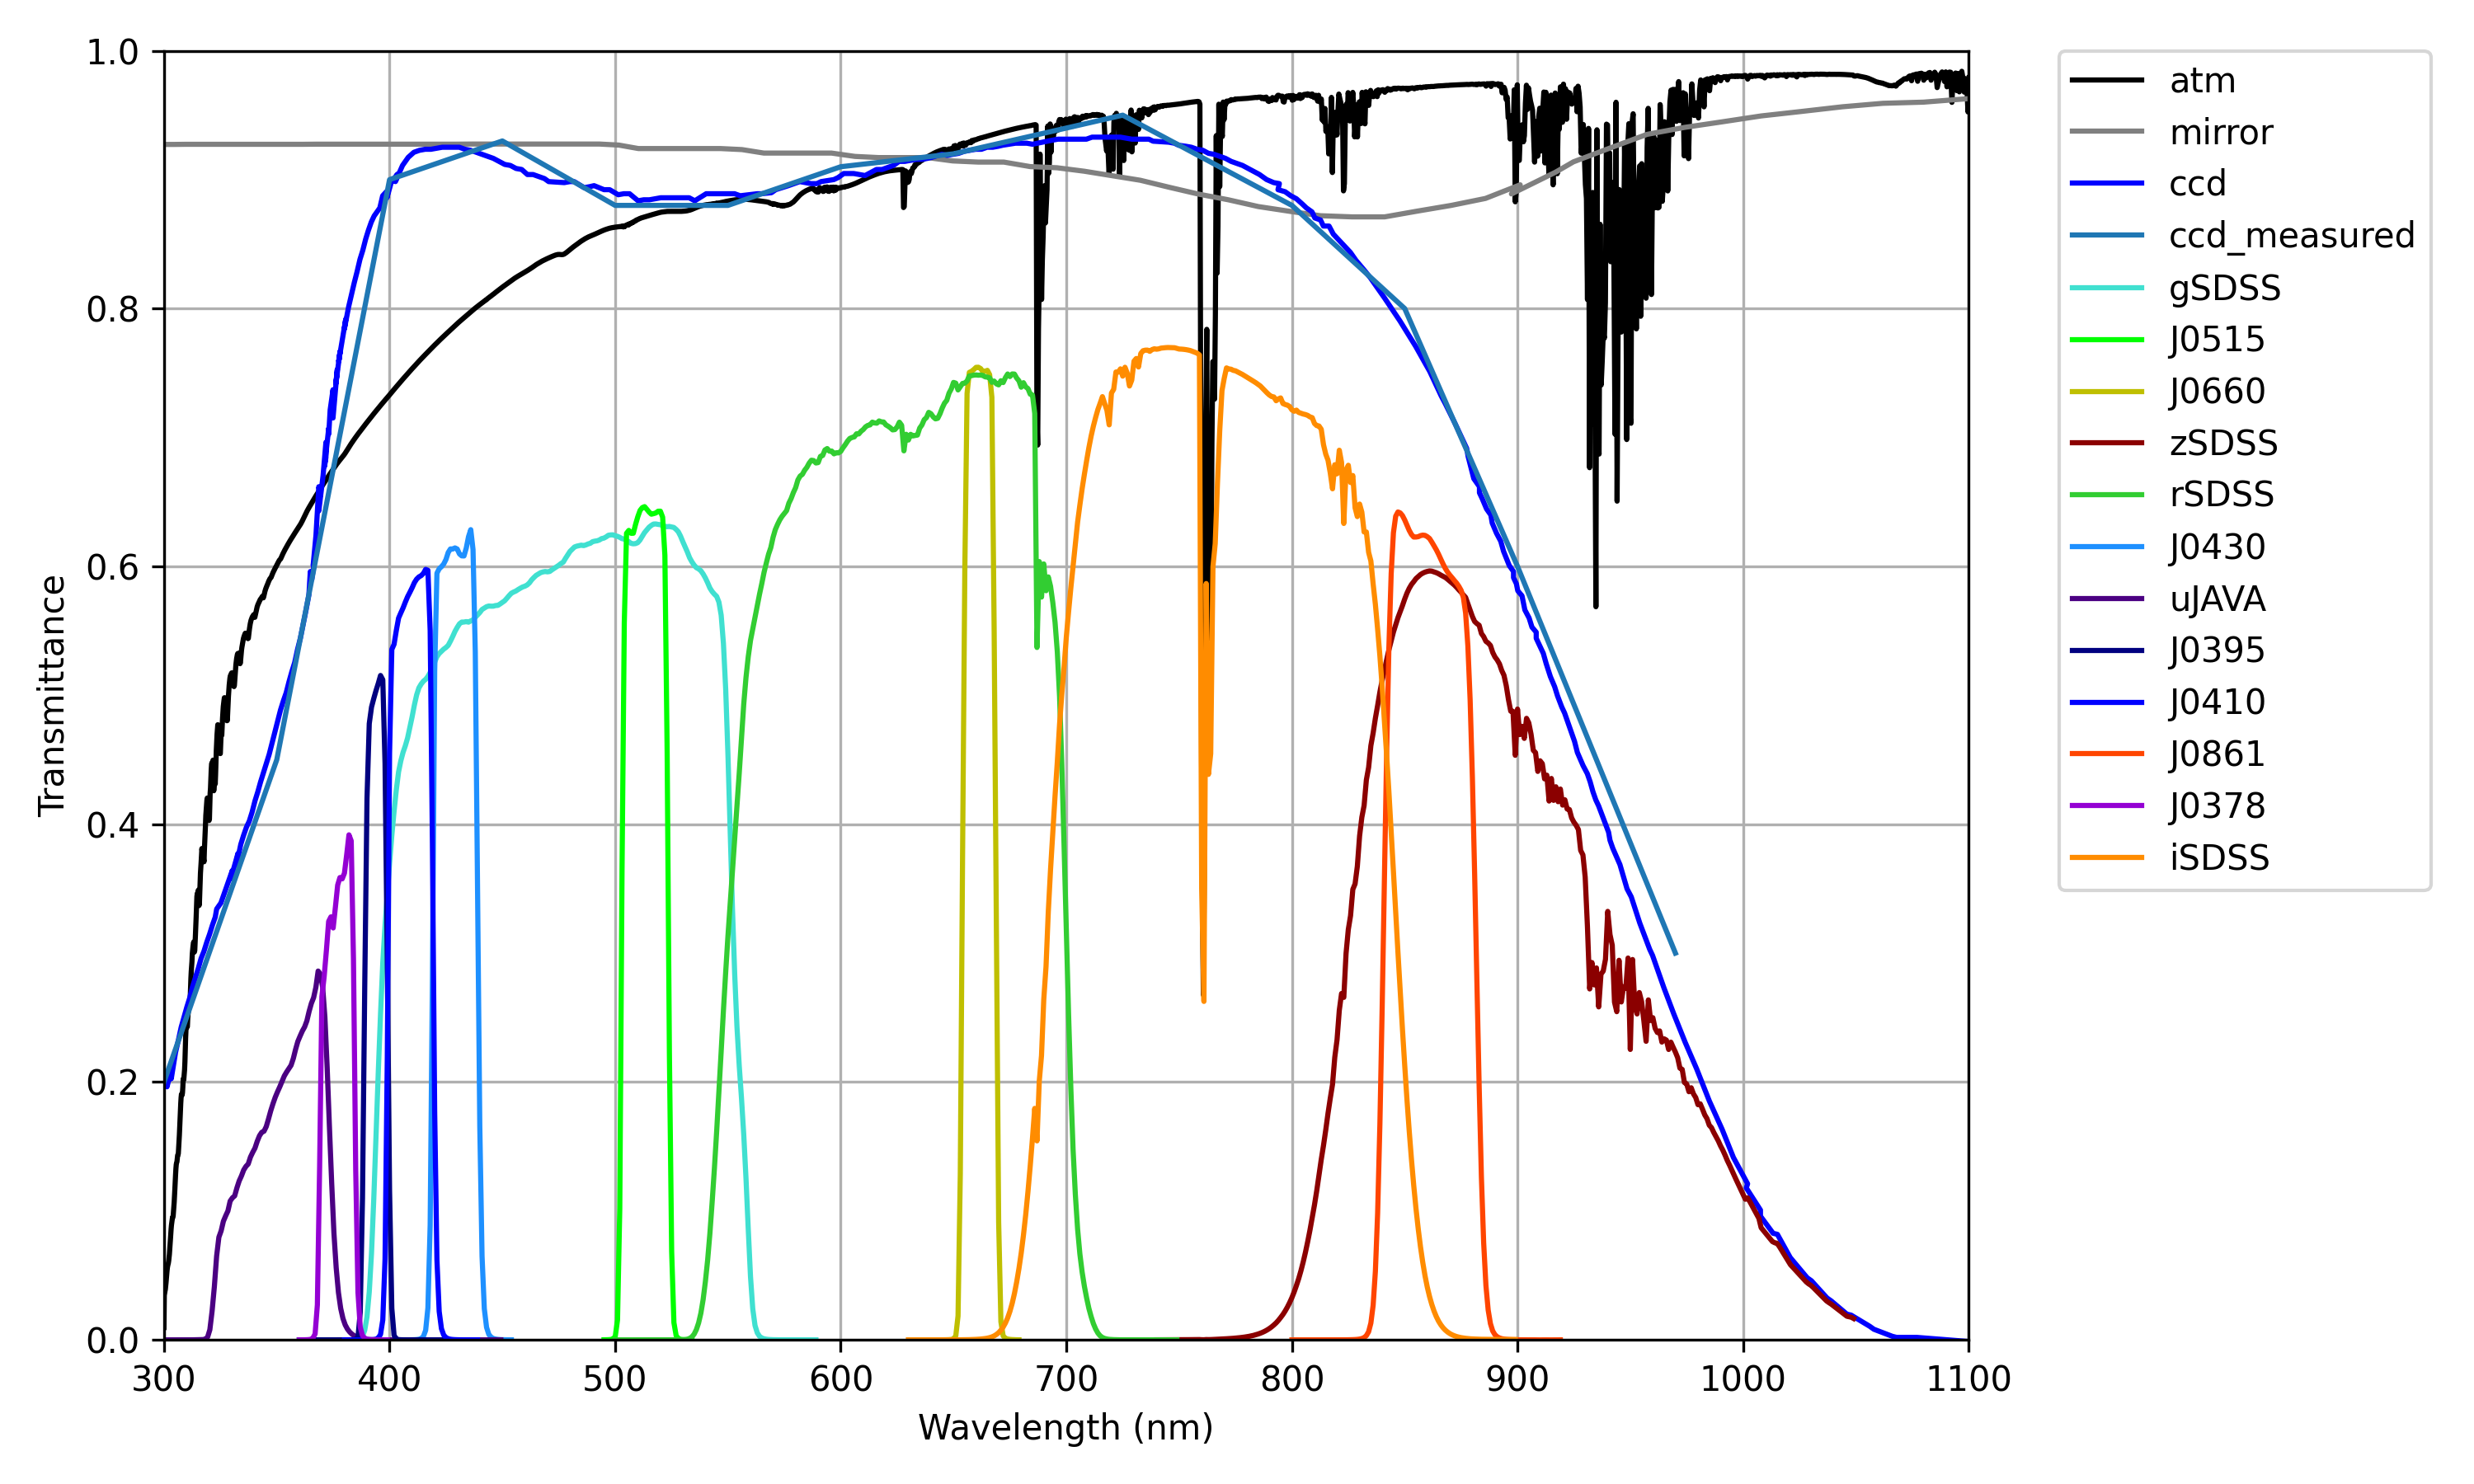 1.0
0.8
0.6
0.4
0.2
0.0
Transmittance
300 400 500 600 700 800 900 1000 1100
Wavelength (nm)
atm
mirror
ccd
ccd_measured
gSDSS
J0515
J0660
zSDSS
rSDSS
J0430
uJAVA
J0395
J0410
J0861
J0378
iSDSS